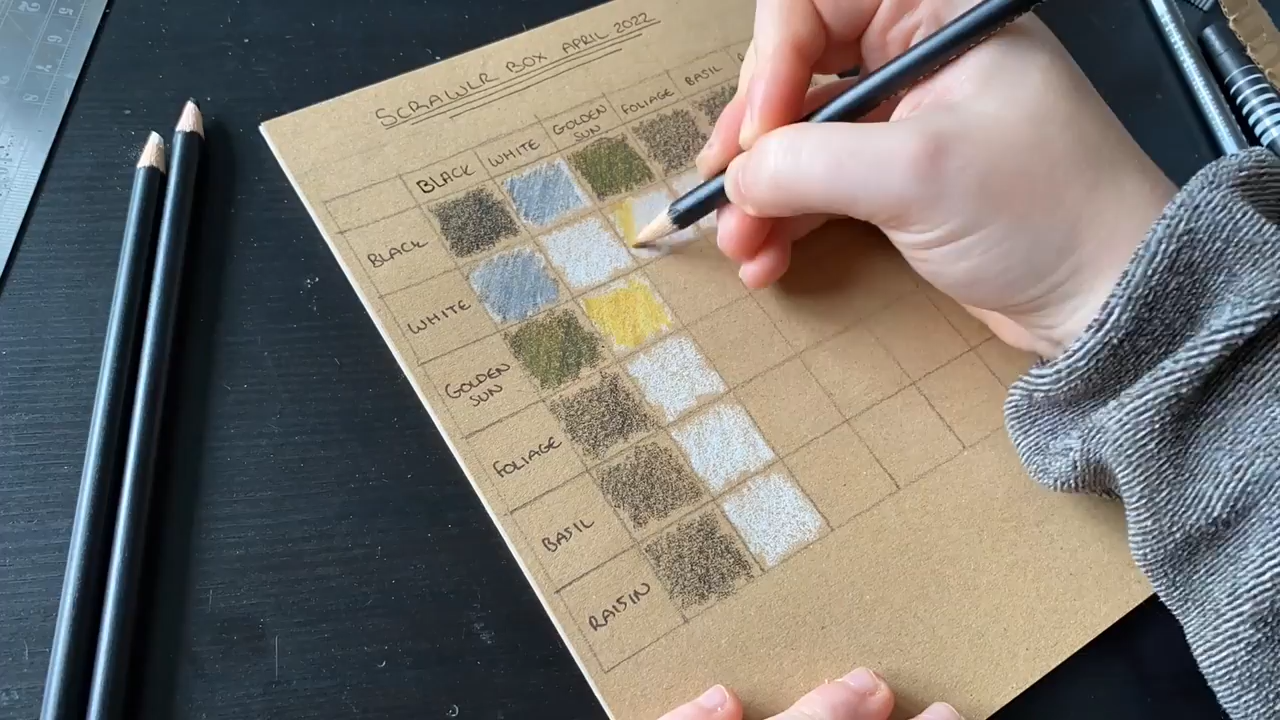 SCRAWLR BOX APRIL 2022
BLACK WHITE GOLDEN SUN FOLIAGE BASIL
BLACK
WHITE
GOLDEN
SUN
FOLIAGE
BASIL
RAISIN